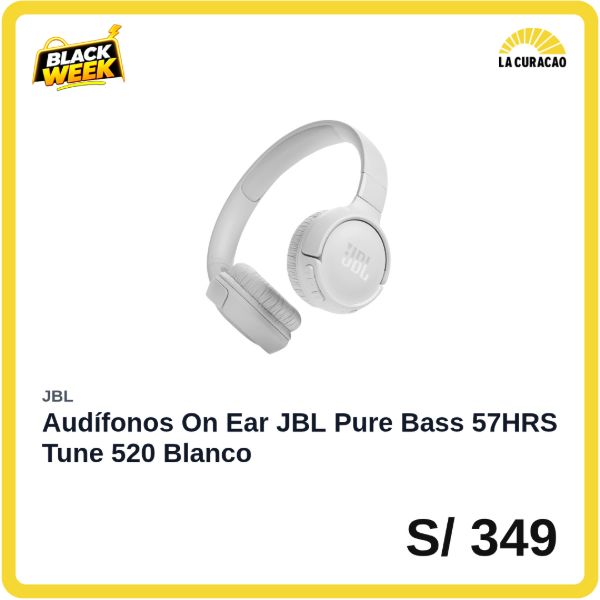 BLACK
WEEK
LA CURACAO
JBL
JBL
Audífonos On Ear JBL Pure Bass 57HRS
Tune 520 Blanco
S/ 349